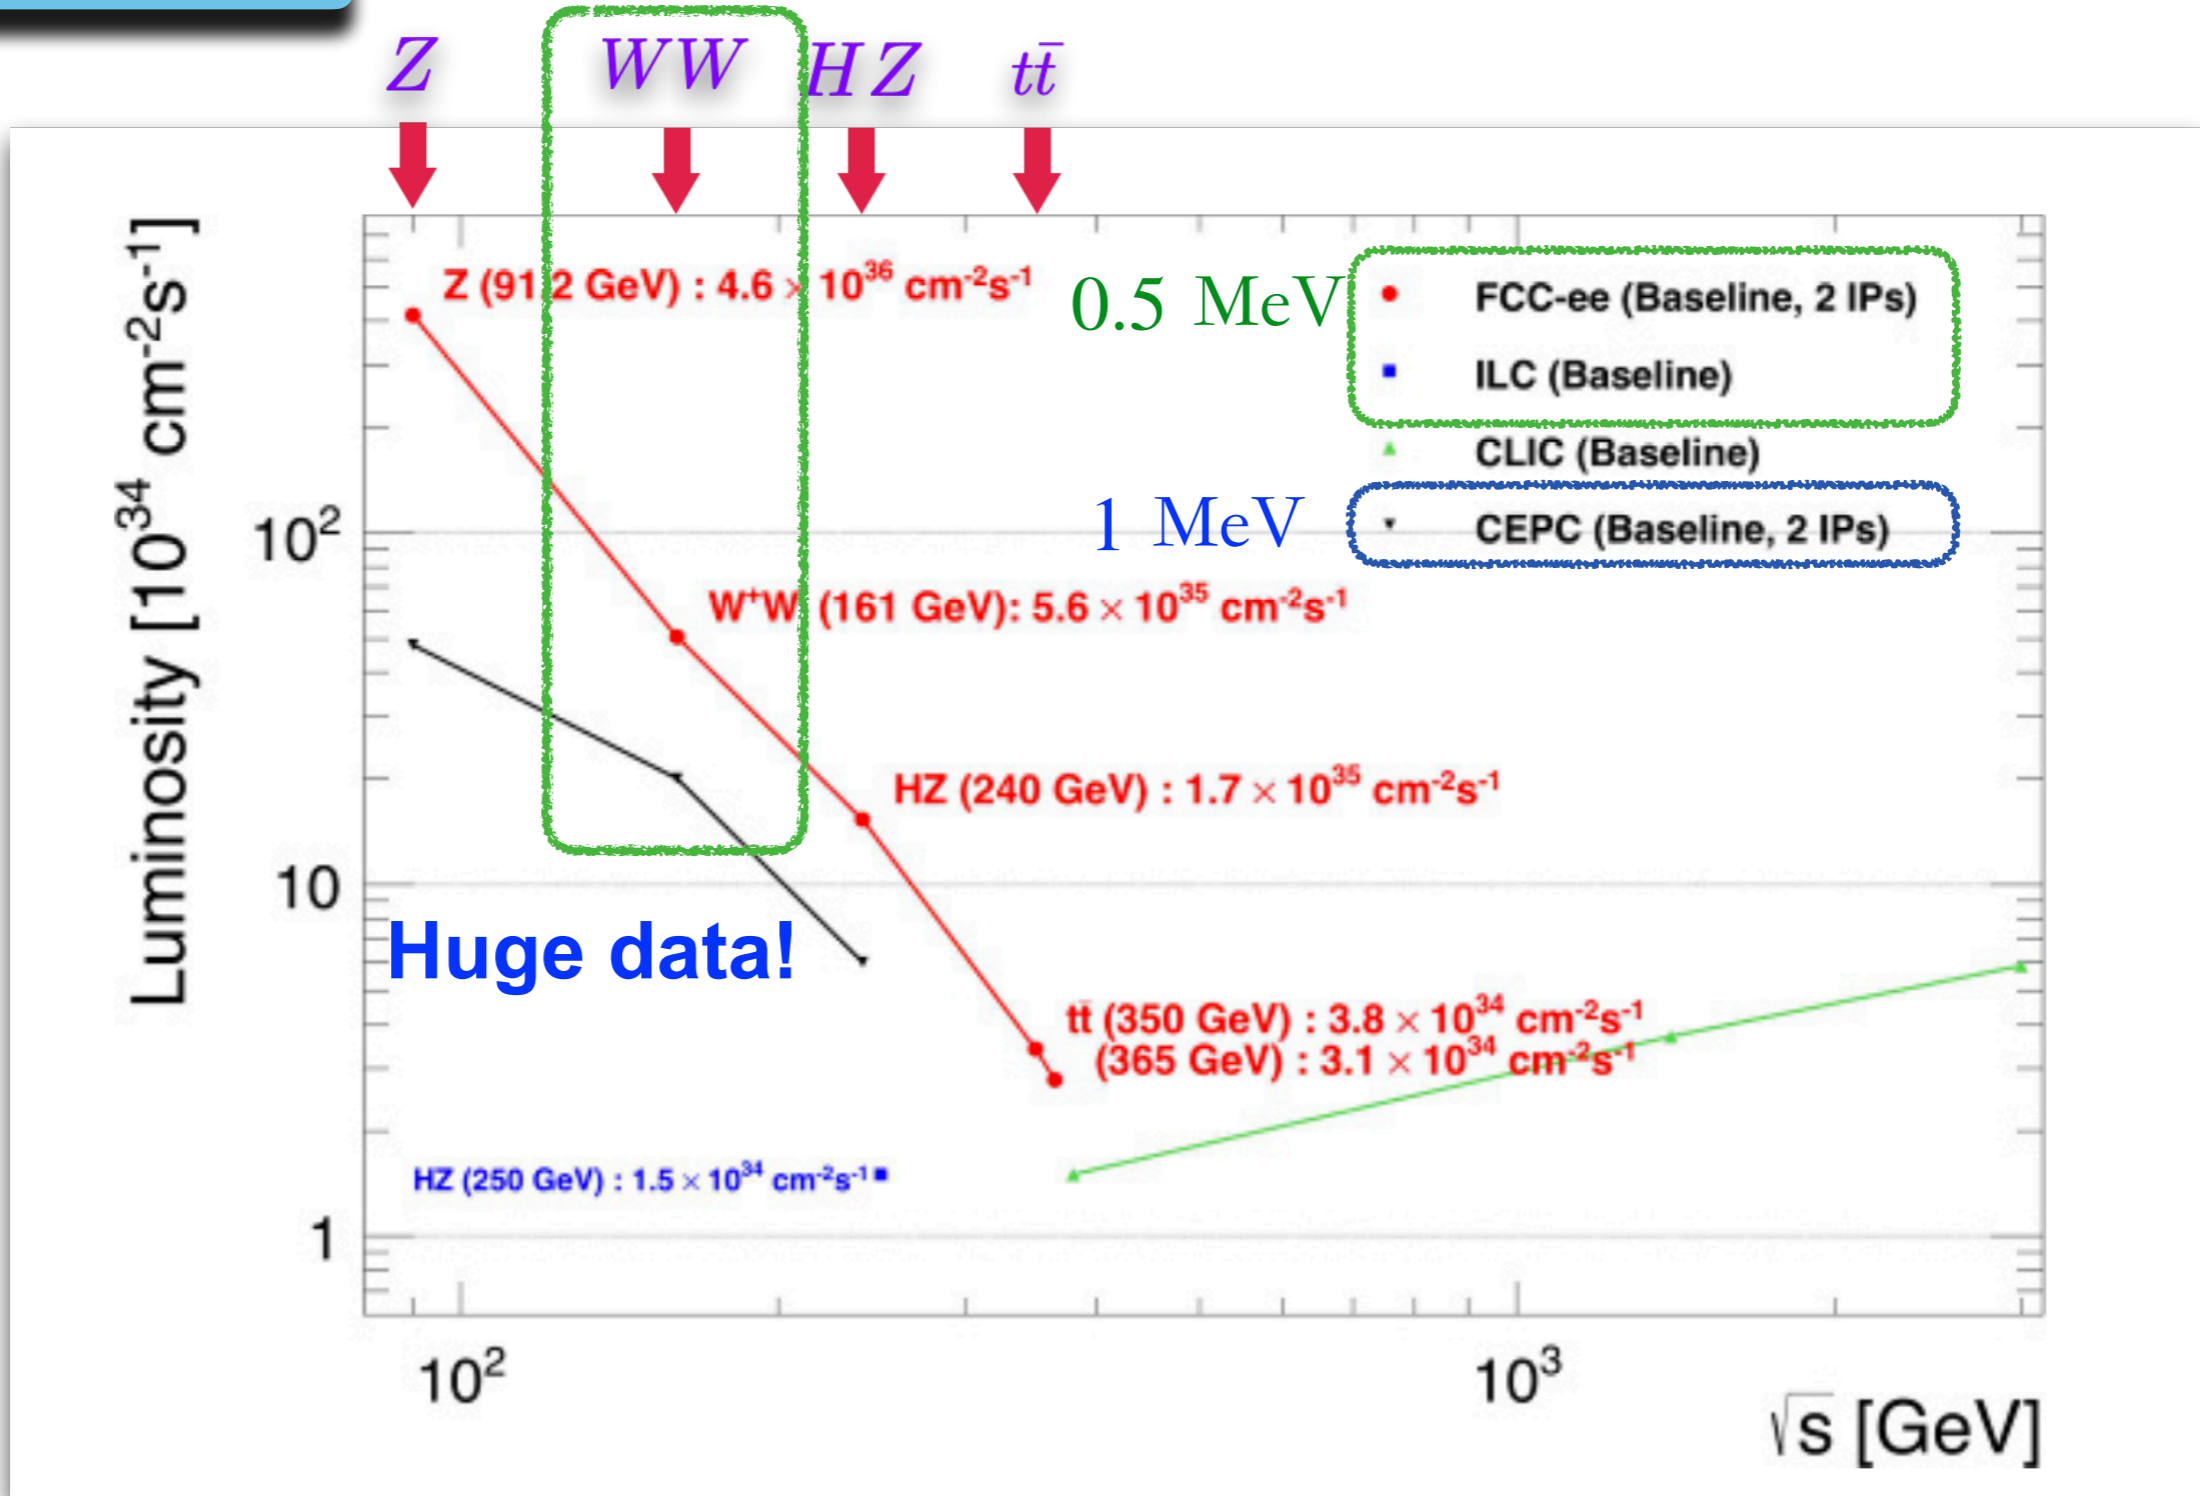 Z WW HZ tt̄
Luminosity [10³⁴ cm⁻²s⁻¹]
Z (91.2 GeV) : 4.6 × 10³⁶ cm⁻²s⁻¹
0.5 MeV
FCC-ee (Baseline, 2 IPs)
ILC (Baseline)
CLIC (Baseline)
1 MeV
CEPC (Baseline, 2 IPs)
10²
W⁺W (161 GeV): 5.6 × 10³⁵ cm⁻²s⁻¹
HZ (240 GeV) : 1.7 × 10³⁵ cm⁻²s⁻¹
10
Huge data!
tt̄ (350 GeV) : 3.8 × 10³⁴ cm⁻²s⁻¹
(365 GeV) : 3.1 × 10³⁴ cm⁻²s⁻¹
HZ (250 GeV) : 1.5 × 10³⁴ cm⁻²s⁻¹
1
10² 10³
√s [GeV]